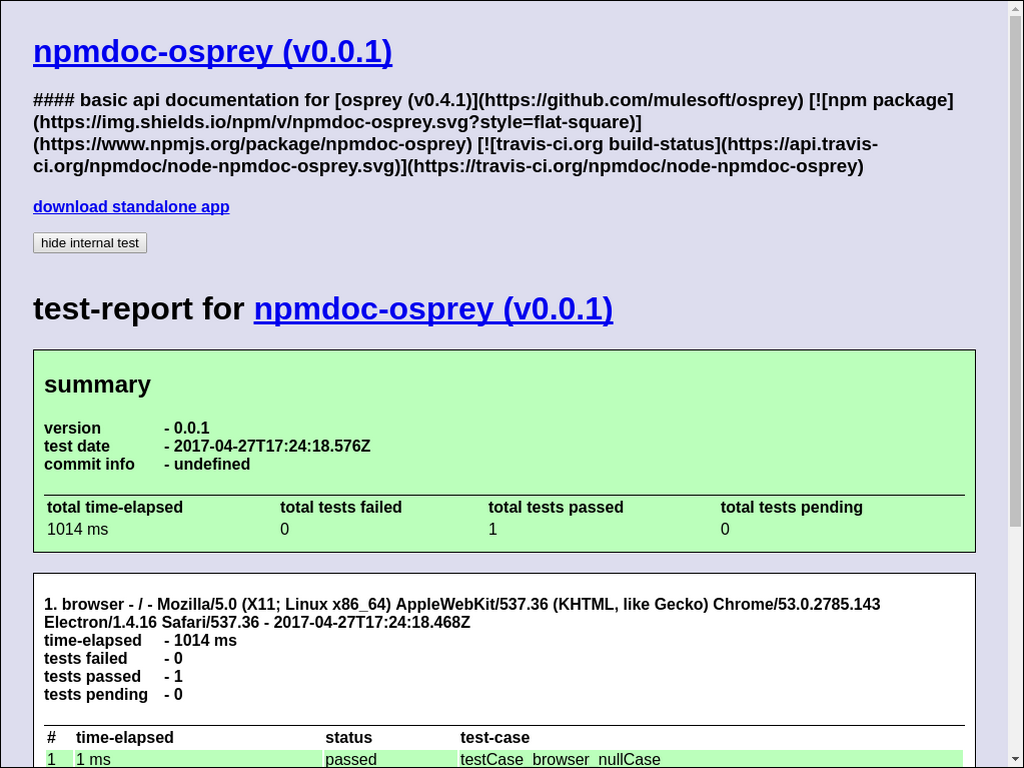 npmdoc-osprey (v0.0.1)
#### basic api documentation for [osprey (v0.4.1)](https://github.com/mulesoft/osprey) [![npm package]
(https://img.shields.io/npm/v/npmdoc-osprey.svg?style=flat-square)]
(https://www.npmjs.org/package/npmdoc-osprey) [![travis-ci.org build-status](https://api.travis-
ci.org/npmdoc/node-npmdoc-osprey.svg)](https://travis-ci.org/npmdoc/node-npmdoc-osprey)
download standalone app
hide internal test
test-report for npmdoc-osprey (v0.0.1)
summary
version - 0.0.1
test date - 2017-04-27T17:24:18.576Z
commit info - undefined
total time-elapsed total tests failed total tests passed total tests pending
1014 ms 0 1 0
1. browser - / - Mozilla/5.0 (X11; Linux x86_64) AppleWebKit/537.36 (KHTML, like Gecko) Chrome/53.0.2785.143
Electron/1.4.16 Safari/537.36 - 2017-04-27T17:24:18.468Z
time-elapsed - 1014 ms
tests failed - 0
tests passed - 1
tests pending - 0
# time-elapsed status test-case
1 1 ms passed testCase_browser_nullCase